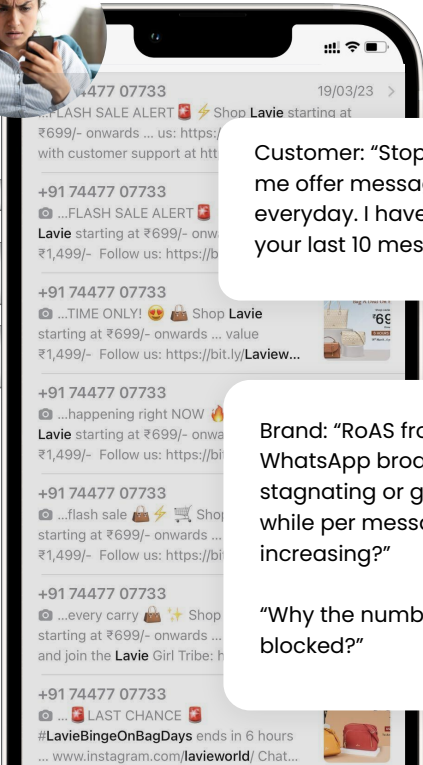 4477 07733 19/03/23
...FLASH SALE ALERT🚨 ⚡ Shop Lavie starting at
₹699/- onwards ... us: https:/
with customer support at htt
+91 74477 07733
...FLASH SALE ALERT🚨
Lavie starting at ₹699/- onwa
₹1,499/- Follow us: https://b
+91 74477 07733
...TIME ONLY! 😍 👜 Shop Lavie
starting at ₹699/- onwards ... value
₹1,499/- Follow us: https://bit.ly/Laview...
₹69
+91 74477 07733
...happening right NOW 🔥
Lavie starting at ₹699/- onwa
₹1,499/- Follow us: https://bi
+91 74477 07733
...flash sale 👜⚡ 🛒 Shop
starting at ₹699/- onwards ...
₹1,499/- Follow us: https://bi
+91 74477 07733
...every carry 👜 ✨ Shop
starting at ₹699/- onwards ...
and join the Lavie Girl Tribe: h
+91 74477 07733
... 🚨 LAST CHANCE 🚨
#LavieBingeOnBagDays ends in 6 hours
... www.instagram.com/lavieworld/ Chat...
Customer: “Stop
me offer messa
everyday. I have
your last 10 mes
Brand: “RoAS fro
WhatsApp broa
stagnating or g
while per messa
increasing?”
“Why the numb
blocked?”